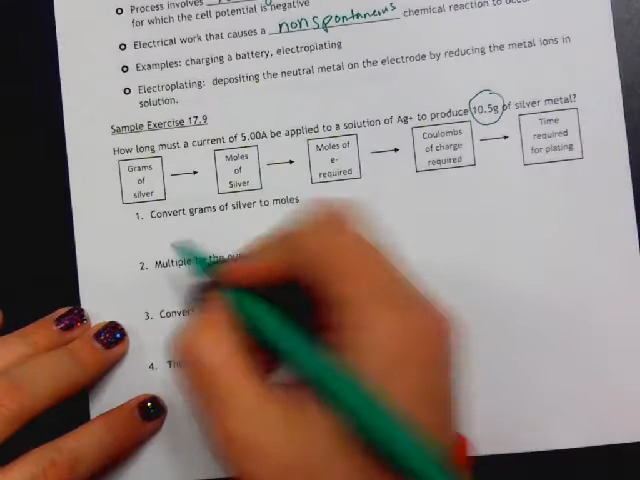 Process involves
for which the cell potential is negative
Electrical work that causes a nonspontaneous chemical reaction to occur
Examples: charging a battery, electroplating
Electroplating: depositing the neutral metal on the electrode by reducing the metal ions in
solution.
Sample Exercise 17.9
How long must a current of 5.00A be applied to a solution of Ag+ to produce 10.5g of silver metal?
Grams
of
silver
Moles
of
Silver
Moles of
e-
required
Coulombs
of charge
required
Time
required
for plating
1. Convert grams of silver to moles
2. Multiple by the
3. Conver
4.